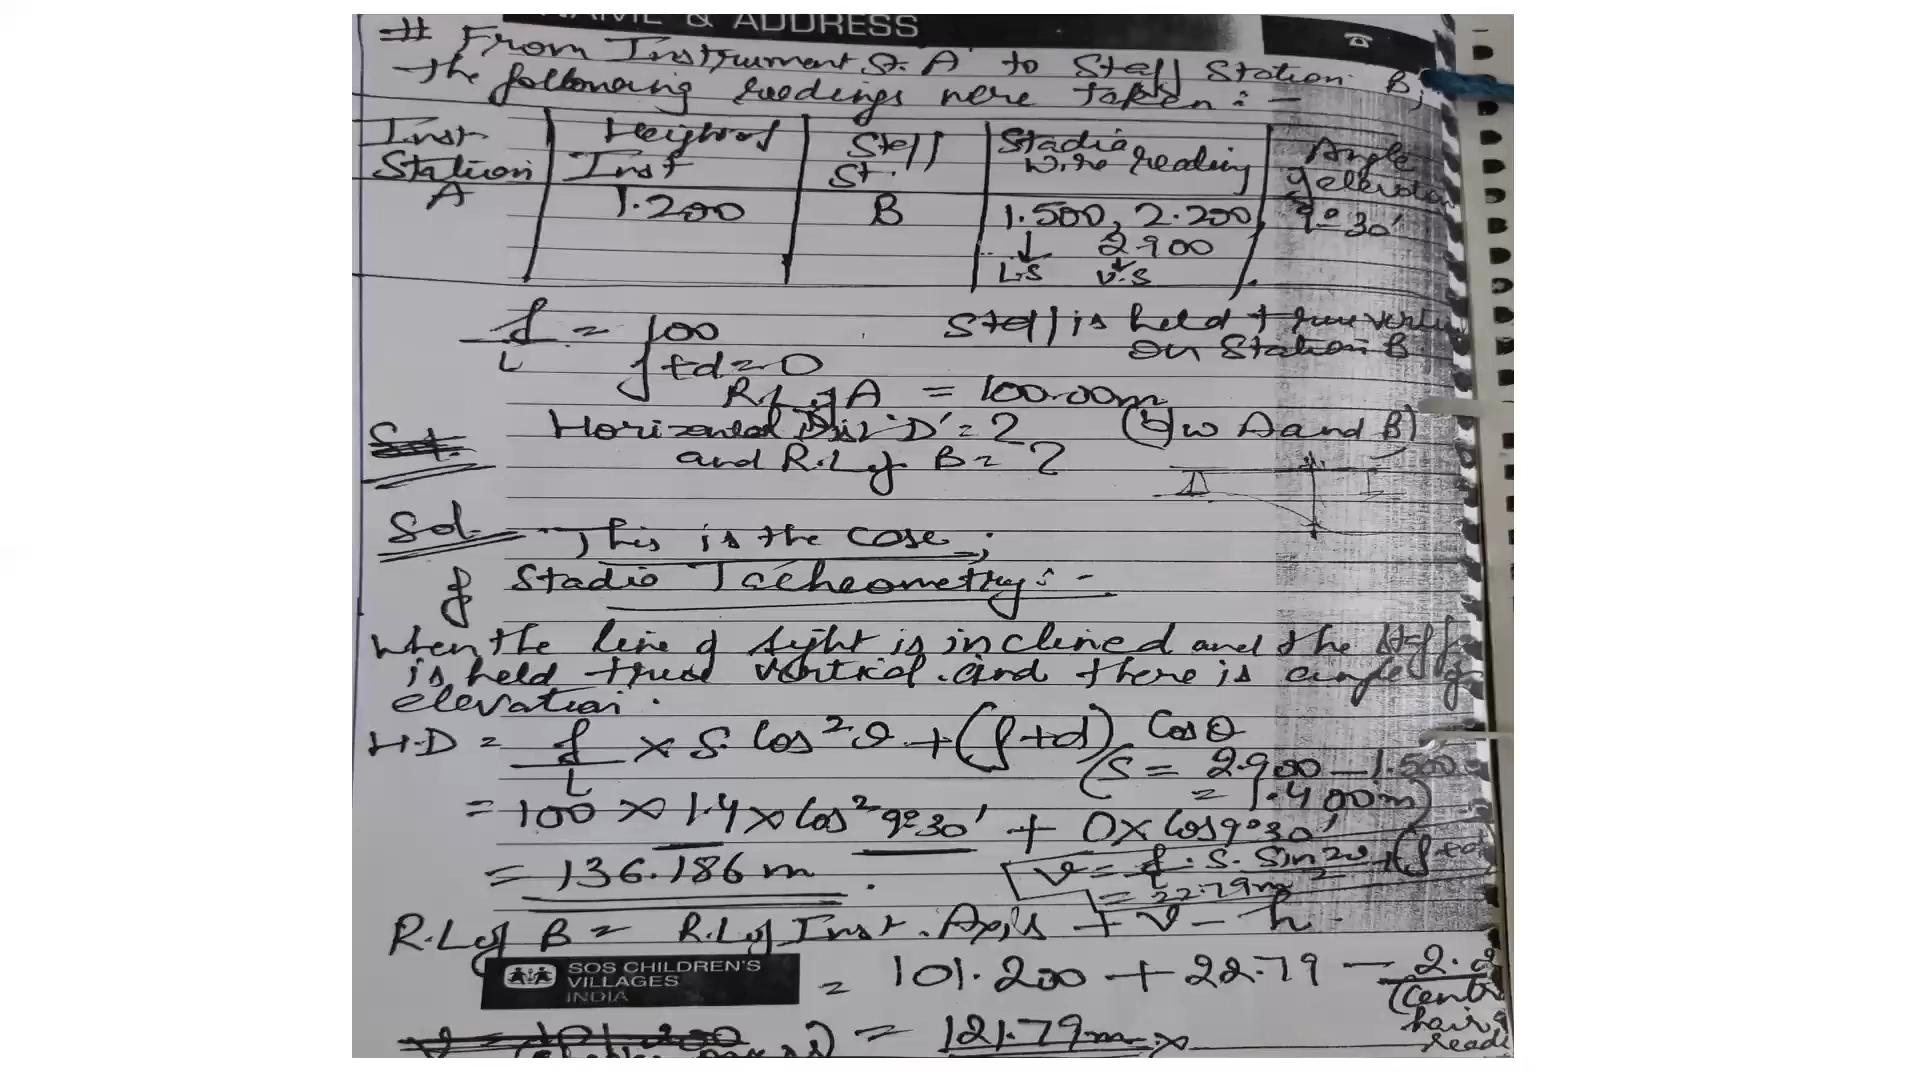 NAME & ADDRESS
# From Instrument St. A to Staff Station B,
the following readings were taken :-
Inst Station Height of Inst Staff St. Stadia Wire reading Angle of elevation
A 1.200 B 1.500, 2.200 9° 30'
2.900
L.S U.S
f/i = 100 Staff is held true
on Station B
f+d = 0
R.L of A = 100.00m
Horizontal Dist 'D' = ? (b/w A and B)
and R.L of B = ?
Sol. This is the case;
of Stadia Tacheometry:-
When the line of sight is inclined and the staff
is held true vertical and there is angle of
elevation.
H.D = f/i × S cos²θ + (f+d) Cosθ
(S = 2.900 - 1.500
= 1.400m)
= 100 × 1.4 × cos² 9°30' + 0× cos 9°30'
= 136.186 m
V = f/i . S. Sin 2θ/2 + (f+d
= 22.79m
R.L of B = R.L of Inst. Axis + V - h
SOS CHILDREN'S
VILLAGES
INDIA
= 101.200 + 22.79 - 2.2
(Cent
hair
read
= 121.79m